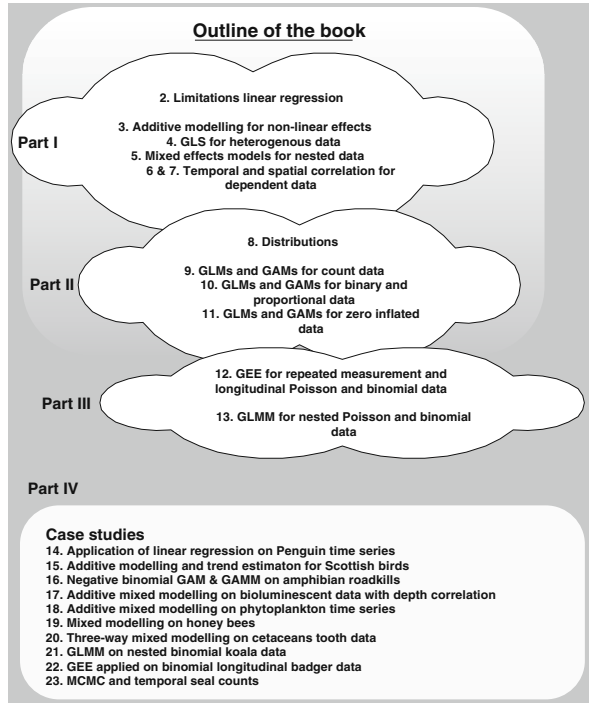 Outline of the book
2. Limitations linear regression
Part I
3. Additive modelling for non-linear effects
4. GLS for heterogenous data
5. Mixed effects models for nested data
6 & 7. Temporal and spatial correlation for
dependent data
8. Distributions
Part II
9. GLMs and GAMs for count data
10. GLMs and GAMs for binary and
proportional data
11. GLMs and GAMs for zero inflated
data
Part III
12. GEE for repeated measurement and
longitudinal Poisson and binomial data
13. GLMM for nested Poisson and binomial
data
Part IV
Case studies
14. Application of linear regression on Penguin time series
15. Additive modelling and trend estimaton for Scottish birds
16. Negative binomial GAM & GAMM on amphibian roadkills
17. Additive mixed modelling on bioluminescent data with depth correlation
18. Additive mixed modelling on phytoplankton time series
19. Mixed modelling on honey bees
20. Three-way mixed modelling on cetaceans tooth data
21. GLMM on nested binomial koala data
22. GEE applied on binomial longitudinal badger data
23. MCMC and temporal seal counts